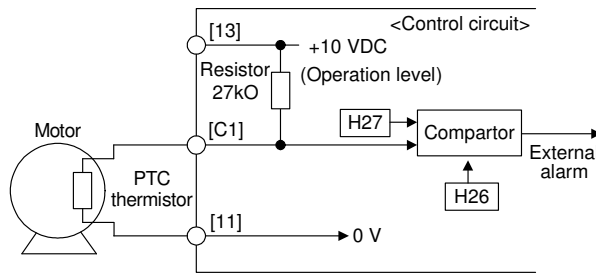 <Control circuit>
[13]
+10 VDC
Resistor
27kO
(Operation level)
H27
Compartor
Motor
[C1]
External
alarm
PTC
thermistor
H26
[11]
0 V